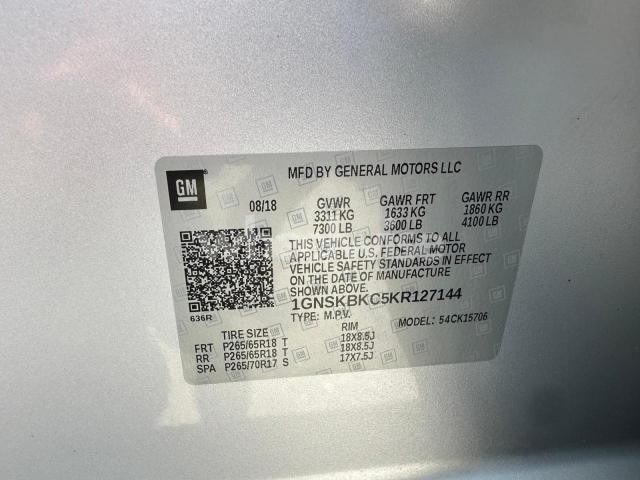 GM
MFD BY GENERAL MOTORS LLC
08/18 GVWR GAWR FRT GAWR RR
3311 KG 1633 KG 1860 KG
7300 LB 3600 LB 4100 LB
THIS VEHICLE CONFORMS TO ALL
APPLICABLE U.S. FEDERAL MOTOR
VEHICLE SAFETY STANDARDS IN EFFECT
ON THE DATE OF MANUFACTURE
SHOWN ABOVE.
1GNSKBKC5KR127144
636R
TYPE: M.P.V. MODEL: 54CK15706
TIRE SIZE RIM
FRT P265/65R18 T 18X8.5J
RR P265/65R18 T 18X8.5J
SPA P265/70R17 S 17X7.5J